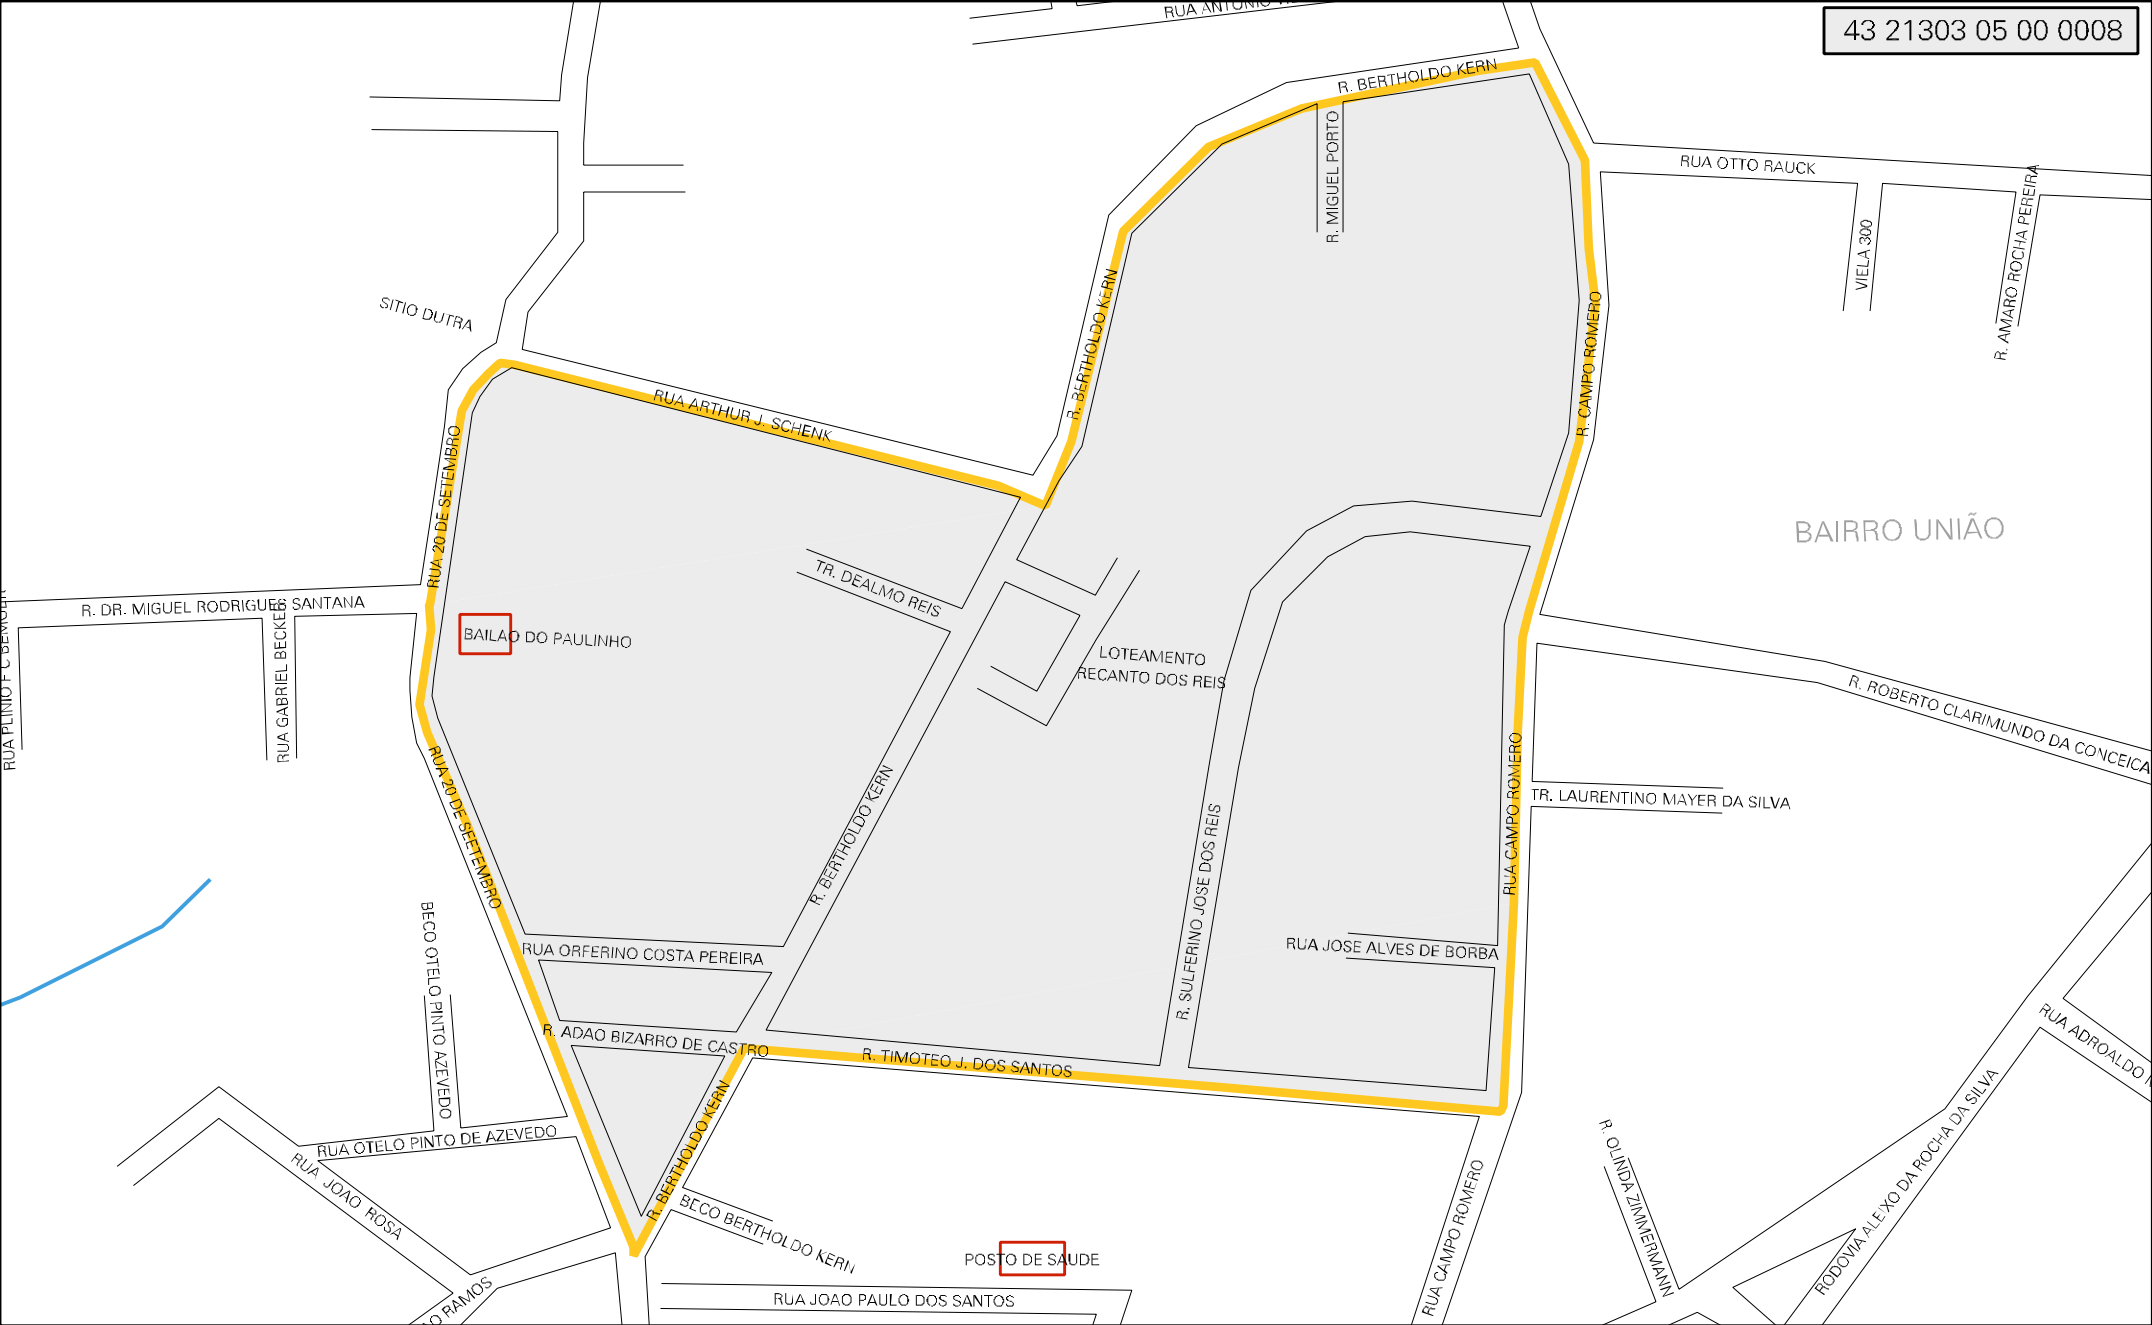 RUA ANTONIO
43 21303 05 00 0008
R. BERTHOLDO KERN
R. MIGUEL PORTO
RUA OTTO RAUCK
VIELA 300
R. AMARO ROCHA PEREIRA
SITIO DUTRA
R. BERTHOLDO KERN
R. CAMPO ROMERO
RUA ARTHUR J. SCHENK
RUA 20 DE SETEMBRO
BAIRRO UNIÃO
TR. DEALMO REIS
R. DR. MIGUEL RODRIGUES SANTANA
RUA PLINIO F C
RUA GABRIEL BECKER
BAILAO DO PAULINHO
LOTEAMENTO
RECANTO DOS REIS
R. ROBERTO CLARIMUNDO DA CONCEICA
RUA 20 DE SEETEMBRO
R. BERTHOLDO KERN
RUA CAMPO ROMERO
TR. LAURENTINO MAYER DA SILVA
R. SULFERINO JOSE DOS REIS
BECO OTELO PINTO AZEVEDO
RUA ORFERINO COSTA PEREIRA
RUA JOSE ALVES DE BORBA
R. ADAO BIZARRO DE CASTRO
R. TIMOTEO J. DOS SANTOS
RUA ADROALDO
RUA OTELO PINTO DE AZEVEDO
RUA JOAO ROSA
R. BERTHOLDO KERN
BECO BERTHOLDO KERN
POSTO DE SAUDE
RUA CAMPO ROMERO
R. OLINDA ZIMMERMANN
RODOVIA ALEIXO DA ROCHA DA SILVA
AO RAMOS
RUA JOAO PAULO DOS SANTOS